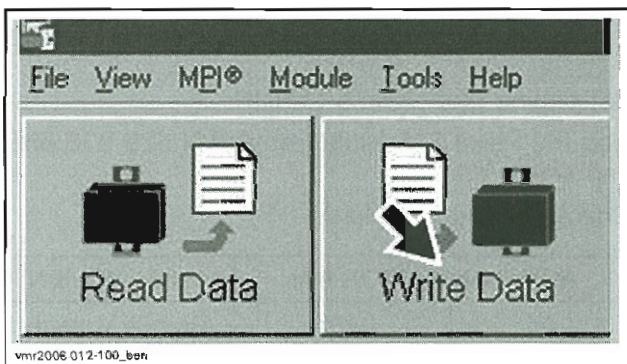 File View MPI® Module Tools Help
Read Data Write Data
vmr2006 012-100_ben